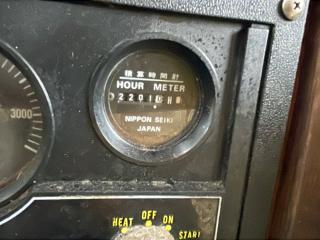 3000
積算時間計
HOUR METER
NIPPON SEIKI
JAPAN
HEAT OFF ON START